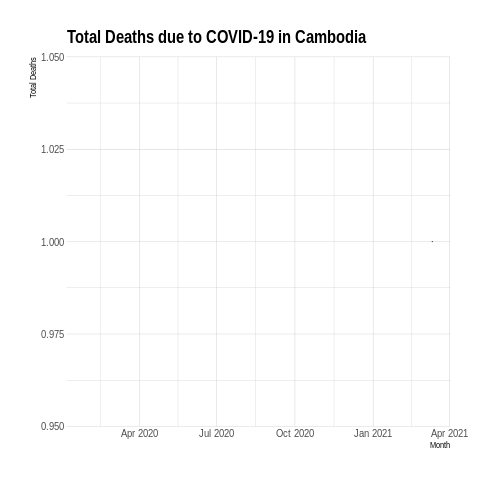 Total Deaths due to COVID-19 in Cambodia
Total Deaths
1.050
1.025
1.000
0.975
0.950
Apr 2020 Jul 2020 Oct 2020 Jan 2021 Apr 2021
Month